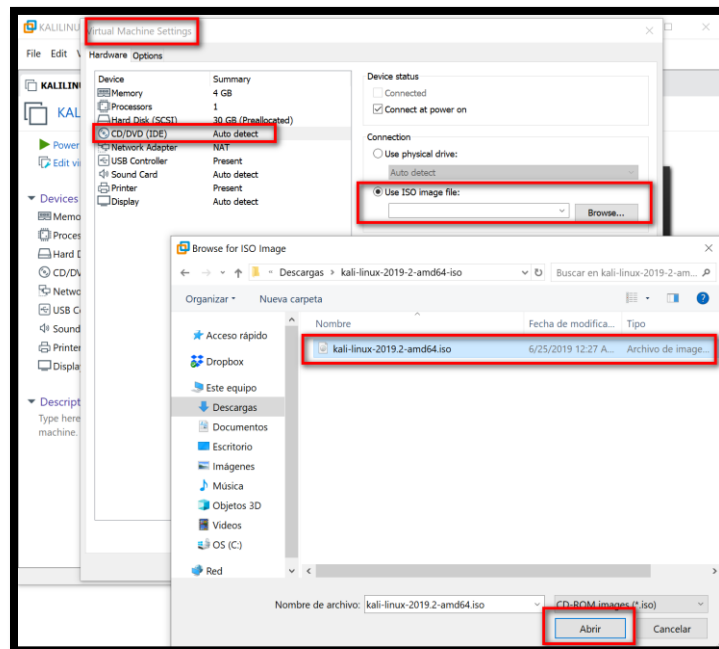 KALILINU
Virtual Machine Settings
File Edit
Hardware Options
KALILIN
KAL
Power
Edit vi
Devices
Memo
Proces
Hard D
CD/DV
Netwo
USB Co
Sound
Printer
Displa
Descript
Type here
machine.
Device Summary
Memory 4 GB
Processors 1
Hard Disk (SCSI) 30 GB (Preallocated)
CD/DVD (IDE) Auto detect
Network Adapter NAT
USB Controller Present
Sound Card Auto detect
Printer Present
Display Auto detect
Device status
Connected
Connect at power on
Connection
Use physical drive:
Auto detect
Use ISO image file:
Browse...
Browse for ISO Image
Descargas > kali-linux-2019-2-amd64-iso
Buscar en kali-linux-2019-2-am...
Organizar Nueva carpeta
Nombre Fecha de modifica... Tipo
kali-linux-2019.2-amd64.iso 6/25/2019 12:27 A... Archivo de image...
Acceso rápido
Dropbox
Este equipo
Descargas
Documentos
Escritorio
Imágenes
Música
Objetos 3D
Videos
OS (C:)
Red
Nombre de archivo: kali-linux-2019.2-amd64.iso CD-ROM images (*.iso)
Abrir Cancelar